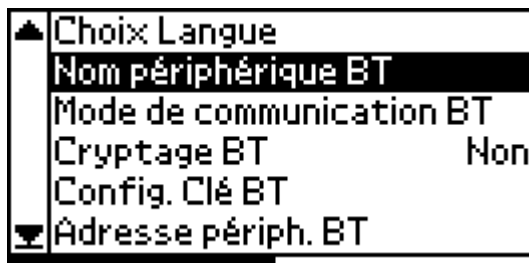 Choix Langue
Nom périphérique BT
Mode de communication BT
Cryptage BT Non
Config. Clé BT
Adresse périph. BT